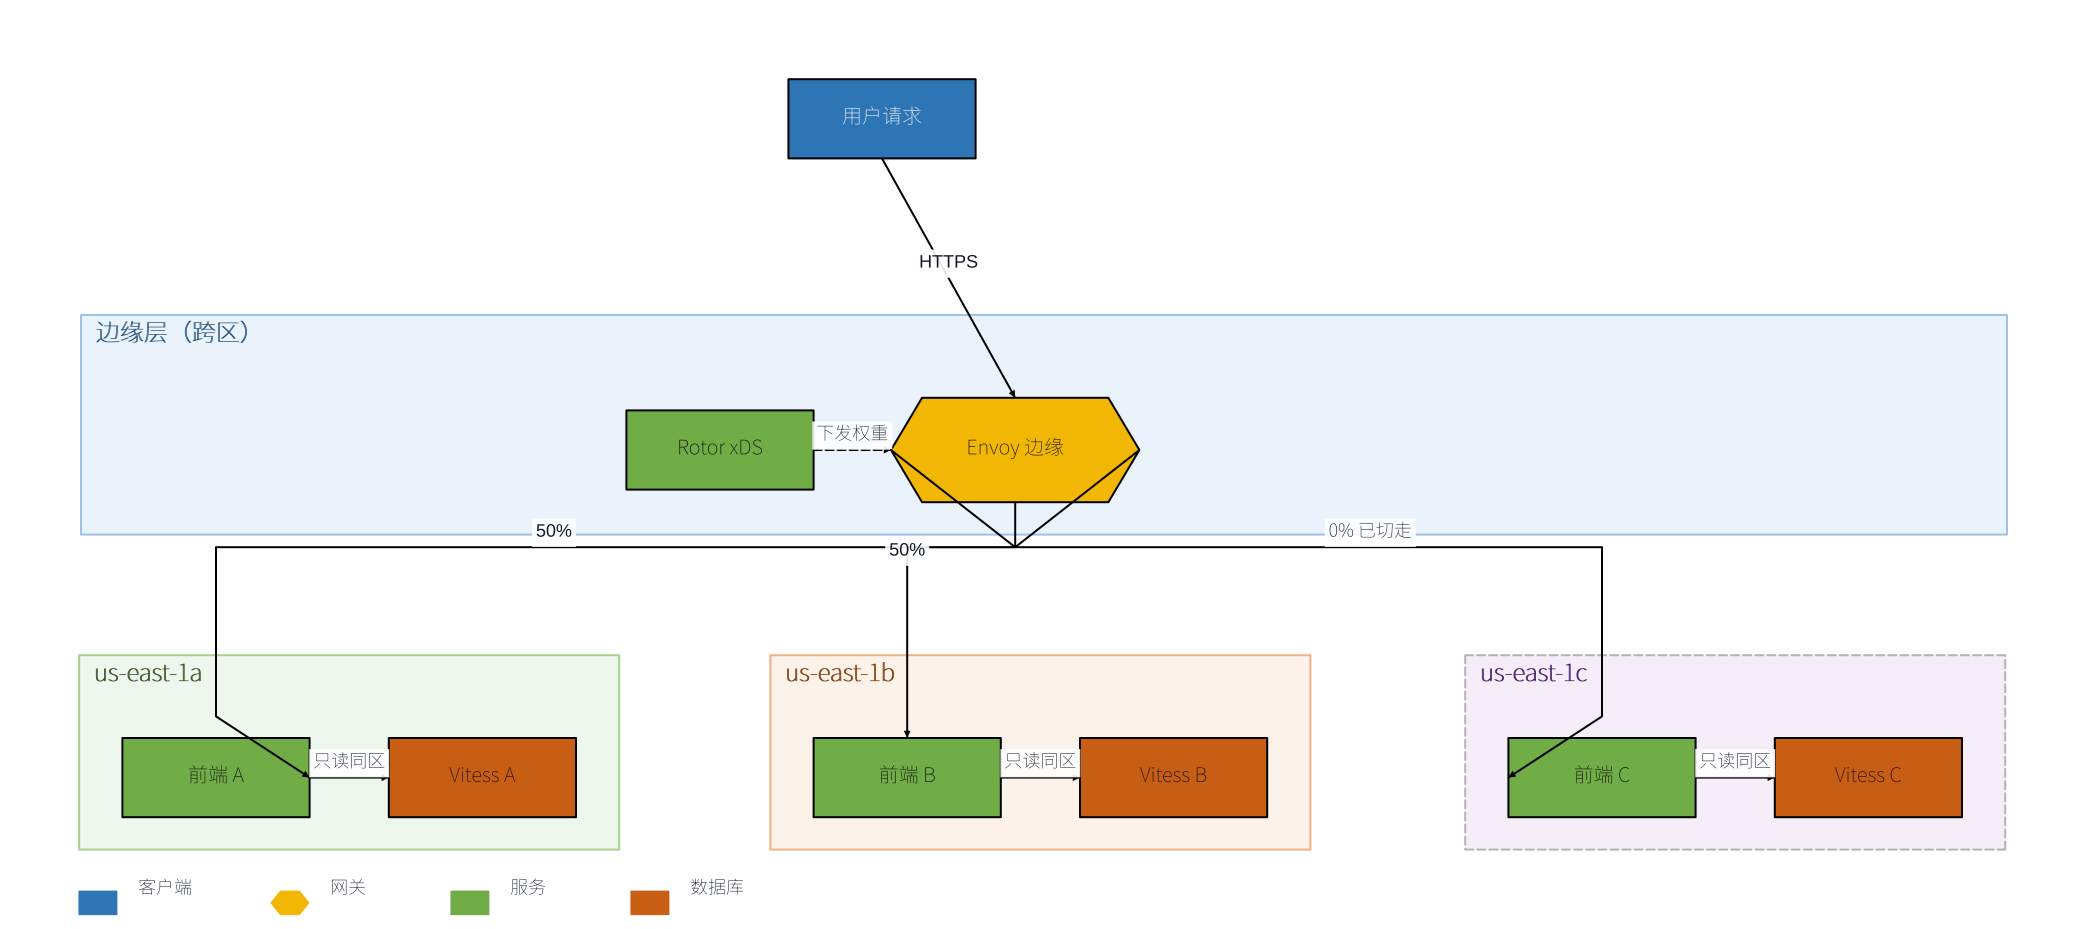 用户请求
HTTPS
边缘层（跨区）
Rotor xDS
下发权重
Envoy 边缘
50%
50%
0% 已切走
us-east-1a
us-east-1b
us-east-1c
前端 A
只读同区
Vitess A
前端 B
只读同区
Vitess B
前端 C
只读同区
Vitess C
客户端
网关
服务
数据库